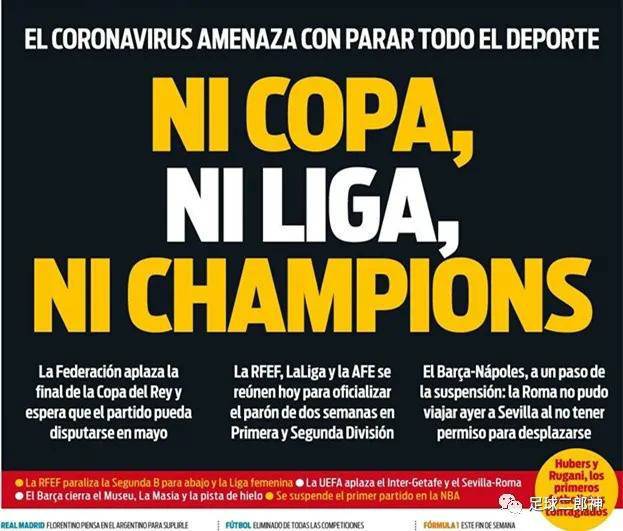 EL CORONAVIRUS AMENAZA CON PARAR TODO EL DEPORTE
NI COPA,
NI LIGA,
NI CHAMPIONS
La Federación aplaza la
final de la Copa del Rey y
espera que el partido pueda
disputarse en mayo
La RFEF, LaLiga y la AFE se
reúnen hoy para oficializar
el parón de dos semanas en
Primera y Segunda División
El Barça-Nápoles, a un paso de
la suspensión: la Roma no pudo
viajar ayer a Sevilla al no tener
permiso para desplazarse
● La RFEF paraliza la Segunda B para abajo y la Liga femenina ● La UEFA aplaza el Inter-Getafe y el Sevilla-Roma
● El Barça cierra el Museu, La Masia y la pista de hielo ● Se suspende el primer partido en la NBA
Hubers y
Rugani, los
primeros
contagiados
足球二郎神
REAL MADRID FLORENTINO PIENSA EN EL ARGENTINO PARA SUPLIRLE
FÚTBOL ELIMINADO DE TODAS LAS COMPETICIONES
FÓRMULA 1 ESTE FIN DE SEMANA